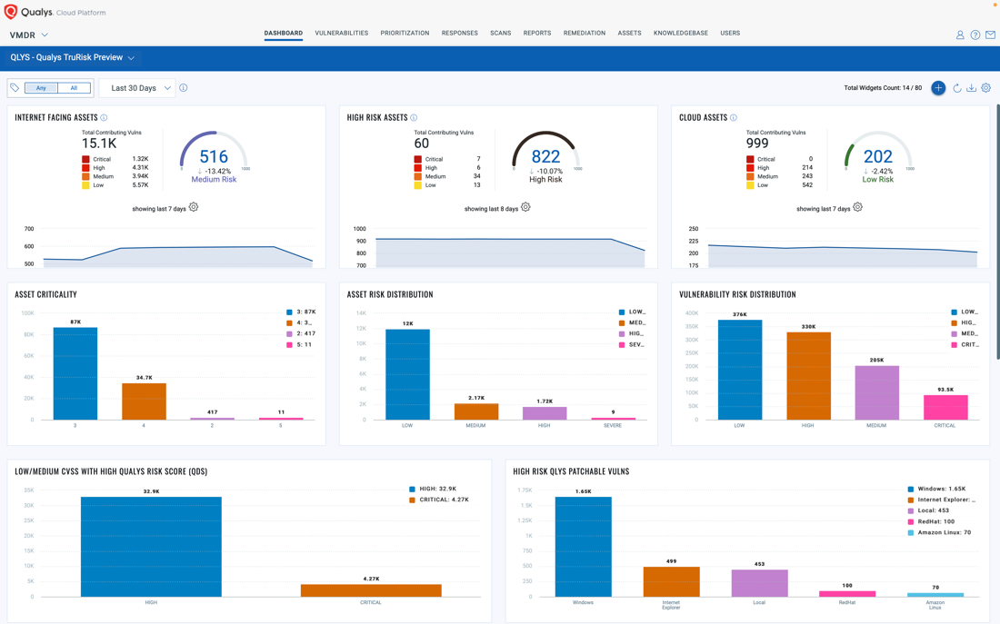 Qualys. Cloud Platform
VMDR
DASHBOARD VULNERABILITIES PRIORITIZATION RESPONSES SCANS REPORTS REMEDIATION ASSETS KNOWLEDGEBASE USERS
QLYS - Qualys TruRisk Preview
Any All Last 30 Days
Total Widgets Count: 14 / 80
INTERNET FACING ASSETS
Total Contributing Vulns
15.1K
Critical 1.32K
High 4.31K
Medium 3.94K
Low 5.57K
516
0 1000
-13.42%
Medium Risk
showing last 7 days
700
600
500
HIGH RISK ASSETS
Total Contributing Vulns
60
Critical 7
High 6
Medium 34
Low 13
822
0 1000
-10.07%
High Risk
showing last 8 days
1000
900
800
700
CLOUD ASSETS
Total Contributing Vulns
999
Critical 0
High 214
Medium 243
Low 542
202
0 1000
-2.42%
Low Risk
showing last 7 days
250
225
200
175
ASSET CRITICALITY
100K
80K
60K
40K
20K
0
87K
34.7K
417
11
3 4 2 5
3: 87K
4: 3...
2: 417
5: 11
ASSET RISK DISTRIBUTION
14K
12K
10K
8K
6K
4K
2K
0
12K
2.17K
1.72K
9
LOW MEDIUM HIGH SEVERE
LOW...
MED...
HIG...
SEV...
VULNERABILITY RISK DISTRIBUTION
400K
350K
300K
250K
200K
150K
100K
50K
0
376K
330K
205K
93.5K
LOW HIGH MEDIUM CRITICAL
LOW...
HIG...
MED...
CRIT...
LOW/MEDIUM CVSS WITH HIGH QUALYS RISK SCORE (QDS)
35K
30K
25K
20K
15K
10K
5K
0
32.9K
4.27K
HIGH CRITICAL
HIGH: 32.9K
CRITICAL: 4.27K
HIGH RISK QLYS PATCHABLE VULNS
1.75K
1.5K
1.25K
1K
750
500
250
0
1.65K
499
453
100
70
Windows Internet Explorer Local RedHat Amazon Linux
Windows: 1.65K
Internet Explorer: ...
Local: 453
RedHat: 100
Amazon Linux: 70